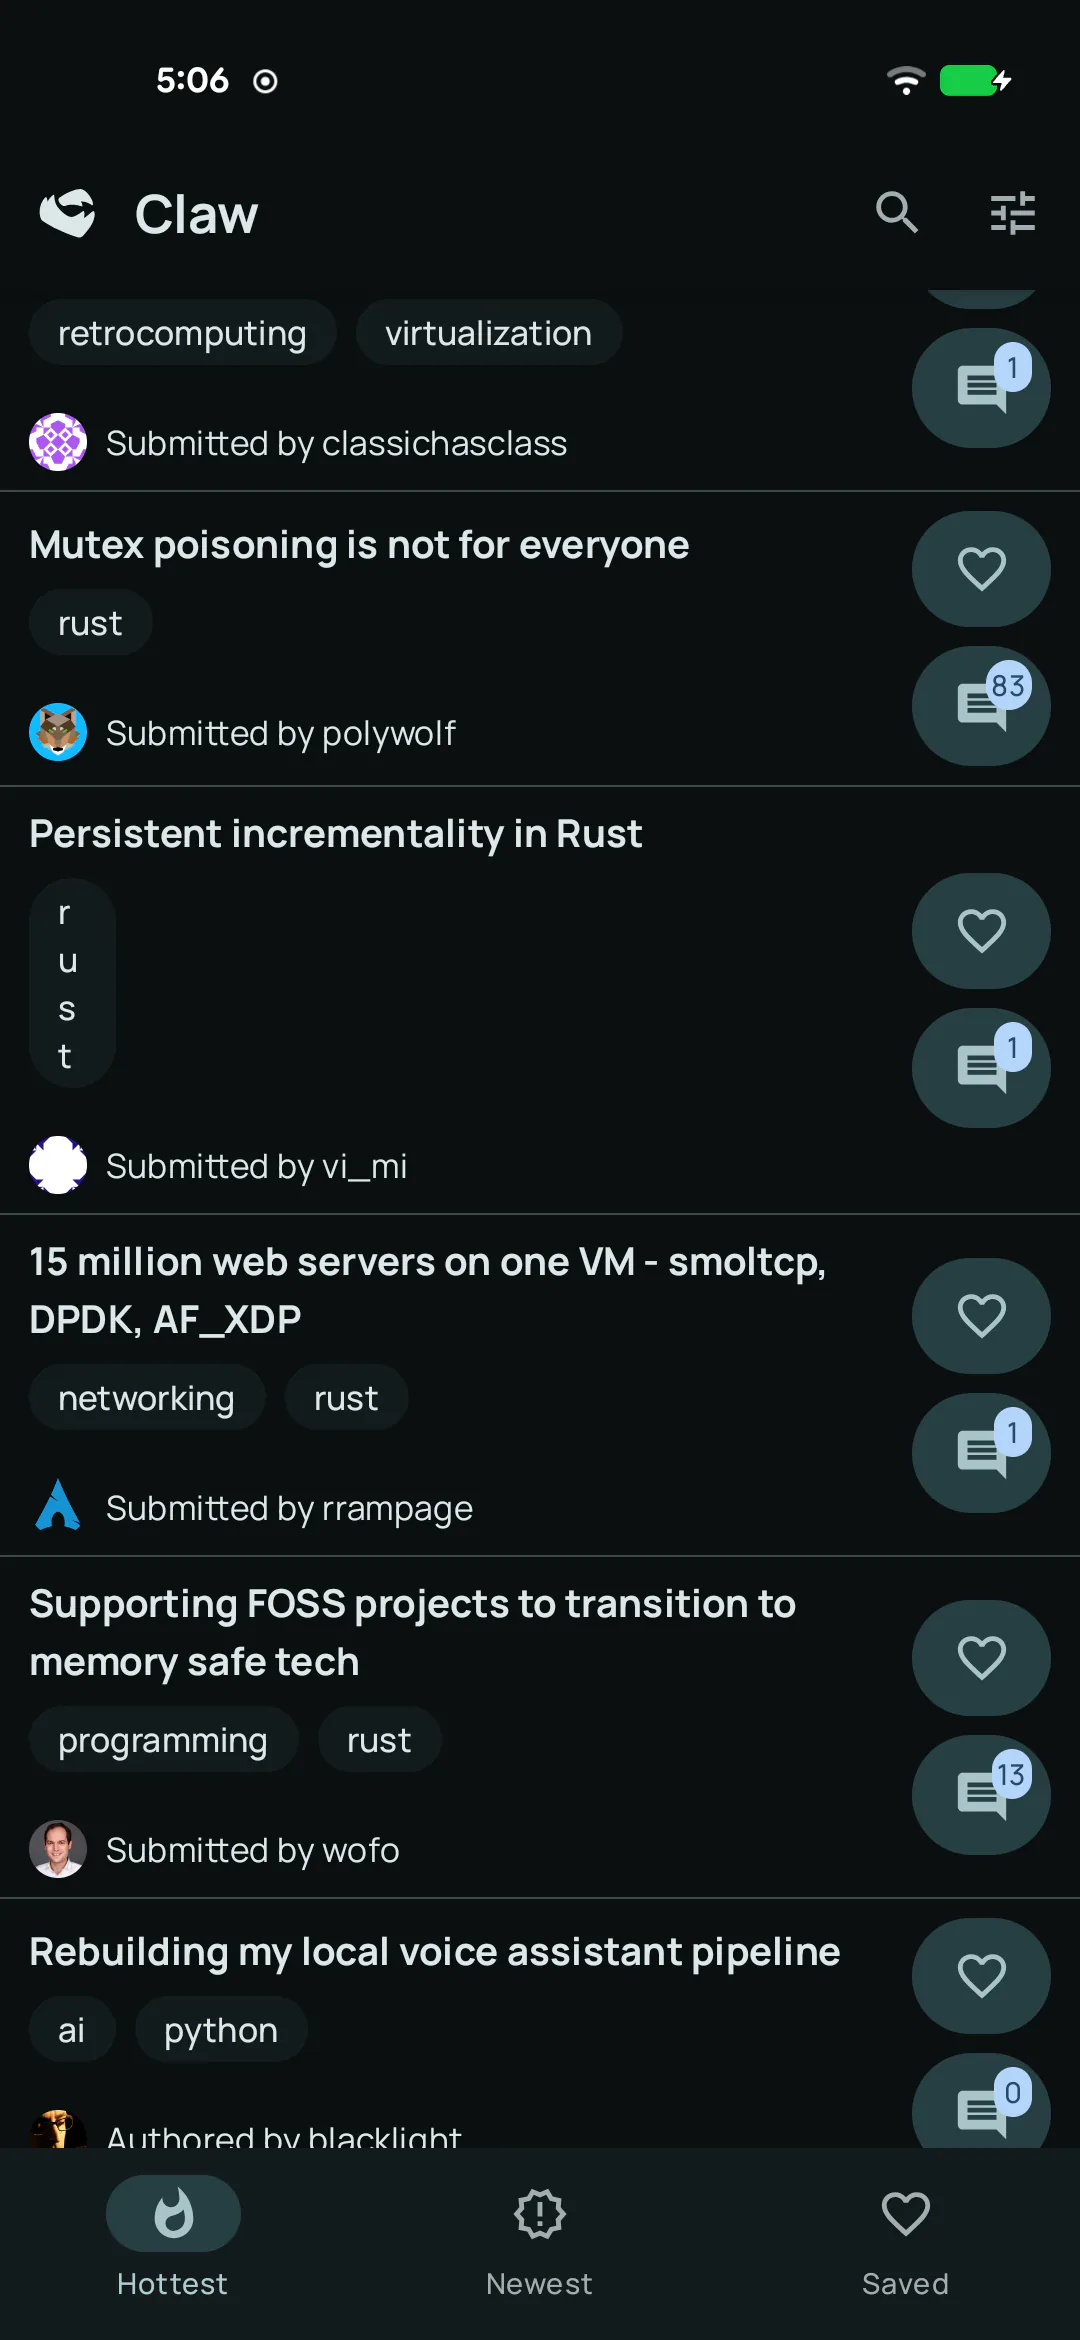 5:06
Claw
retrocomputing virtualization
1
Submitted by classichasclass
Mutex poisoning is not for everyone
rust
83
Submitted by polywolf
Persistent incrementality in Rust
r
u
s
t
1
Submitted by vi_mi
15 million web servers on one VM - smoltcp,
DPDK, AF_XDP
networking rust
1
Submitted by rrampage
Supporting FOSS projects to transition to
memory safe tech
programming rust
13
Submitted by wofo
Rebuilding my local voice assistant pipeline
ai python
0
Authored by blacklight
Hottest Newest Saved